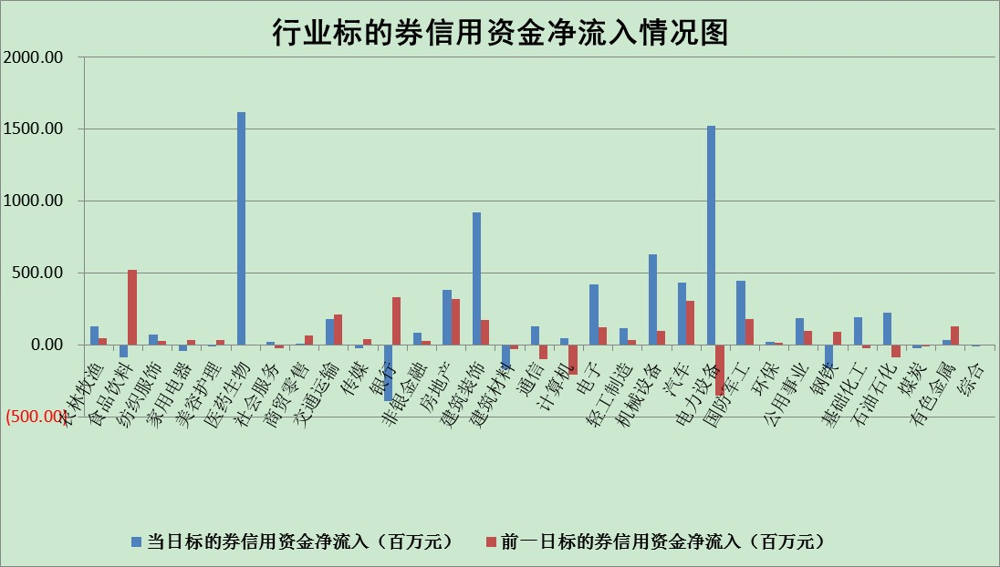 行业标的券信用资金净流入情况图
2000.00
1500.00
1000.00
500.00
0.00
(500.00)
农林牧渔
食品饮料
纺织服饰
家用电器
美容护理
医药生物
社会服务
商贸零售
交通运输
传媒
银行
非银金融
房地产
建筑装饰
建筑材料
通信
计算机
电子
轻工制造
机械设备
汽车
电力设备
国防军工
环保
公用事业
钢铁
基础化工
石油石化
煤炭
有色金属
综合
当日标的券信用资金净流入（百万元）
前一日标的券信用资金净流入（百万元）